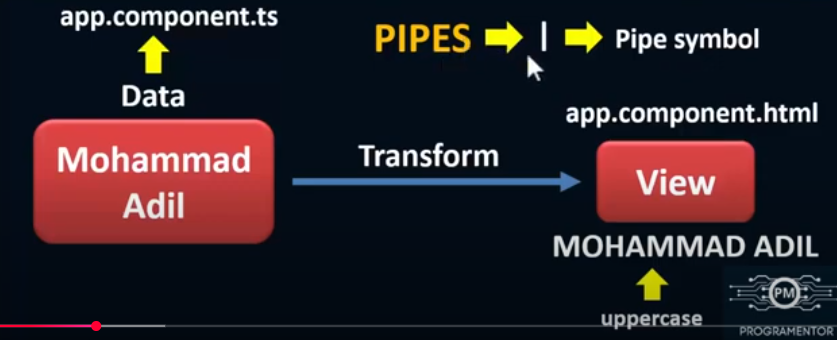 app.component.ts
PIPES | Pipe symbol
Data
app.component.html
Mohammad
Adil
Transform
View
MOHAMMAD ADIL
uppercase
PM
PROGRAMENTOR